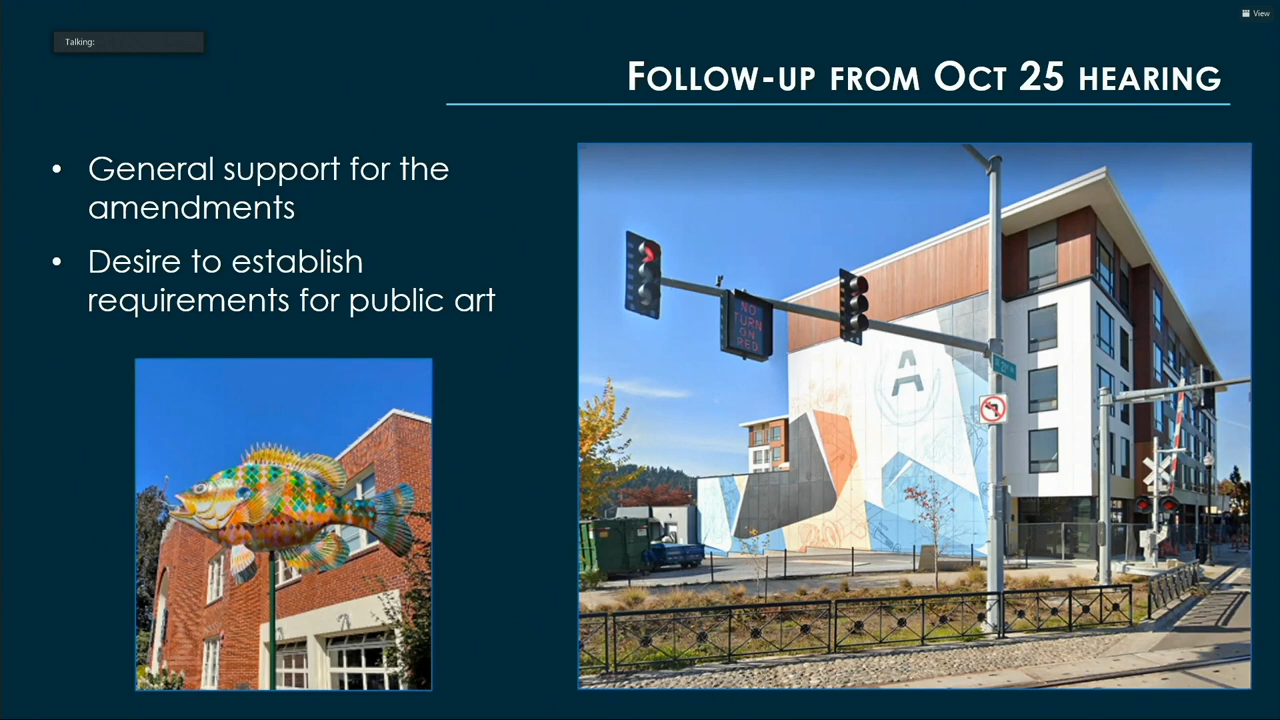 View
Talking:
Follow-up from Oct 25 hearing
• General support for the
amendments
• Desire to establish
requirements for public art
NO
TURN
ON
RED
A